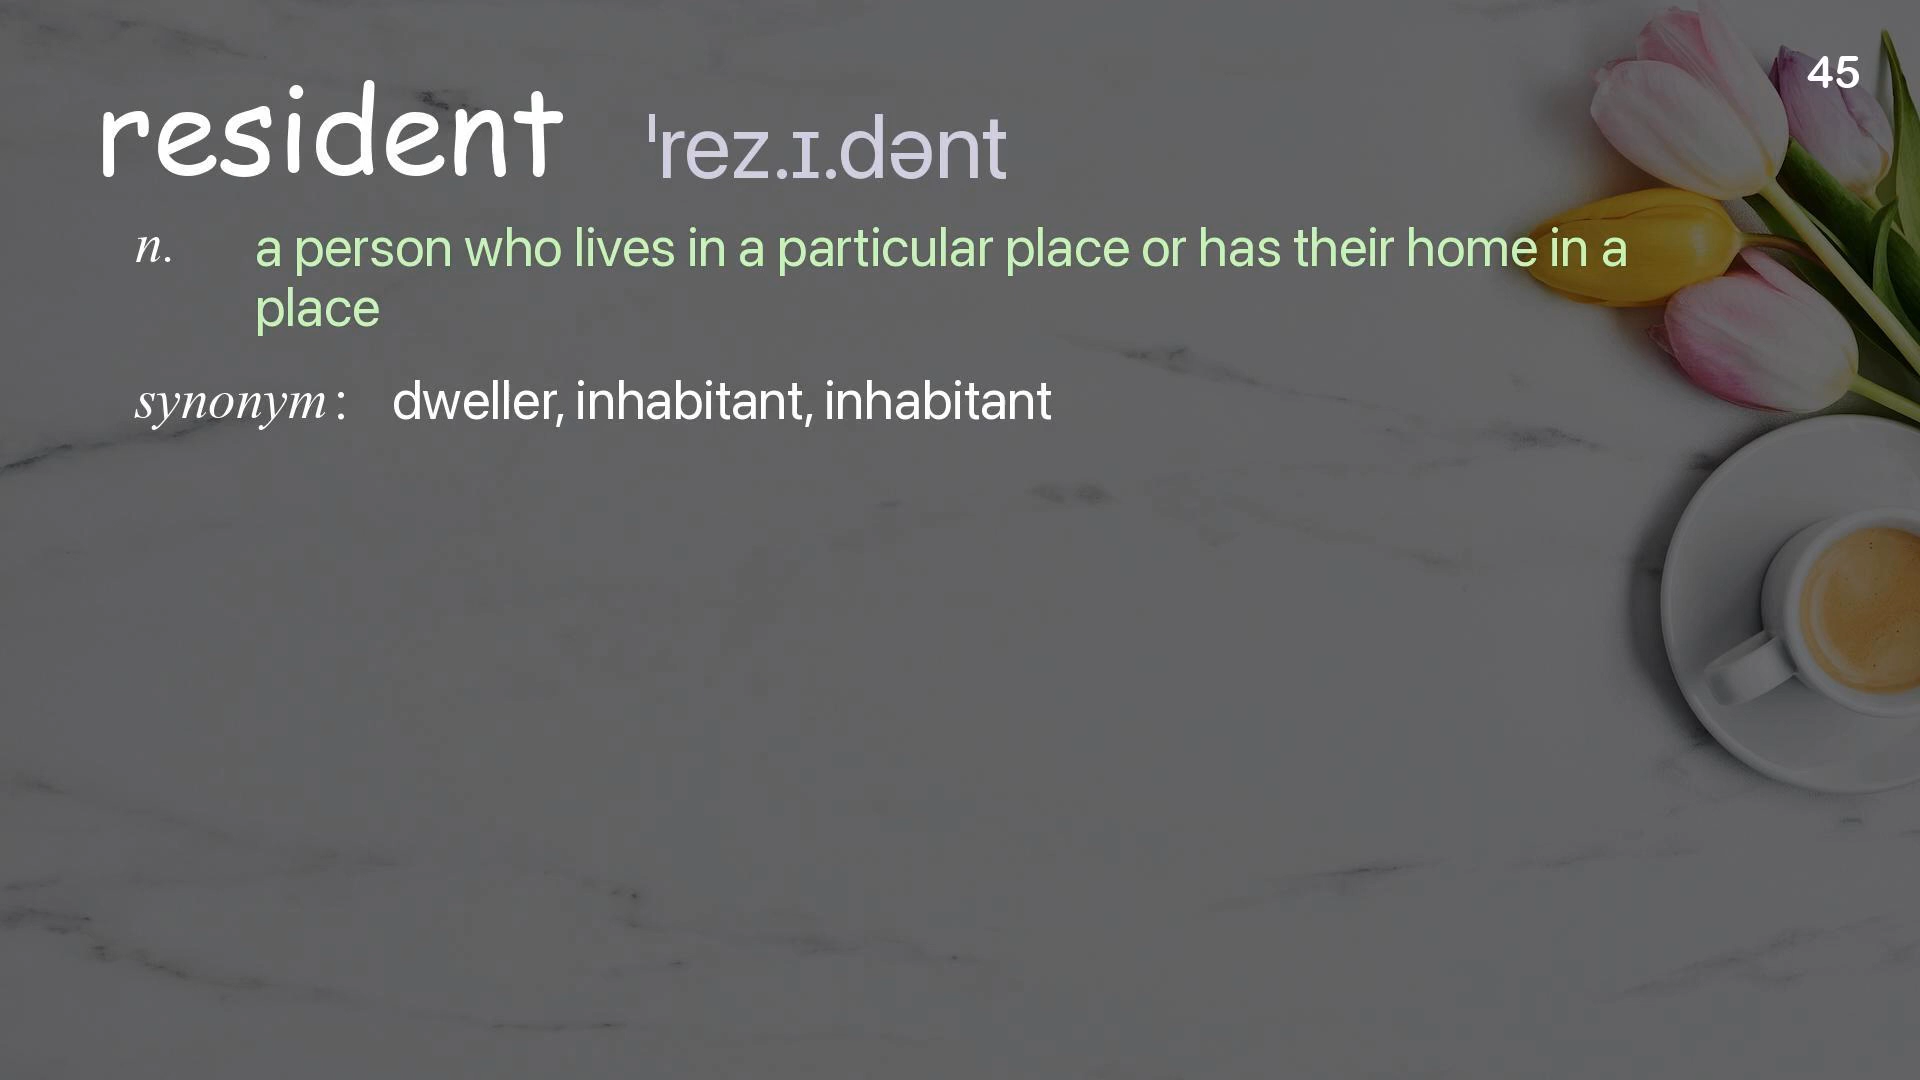 45
resident ˈrez.ɪ.dənt
n. a person who lives in a particular place or has their home in a
place
synonym: dweller, inhabitant, inhabitant